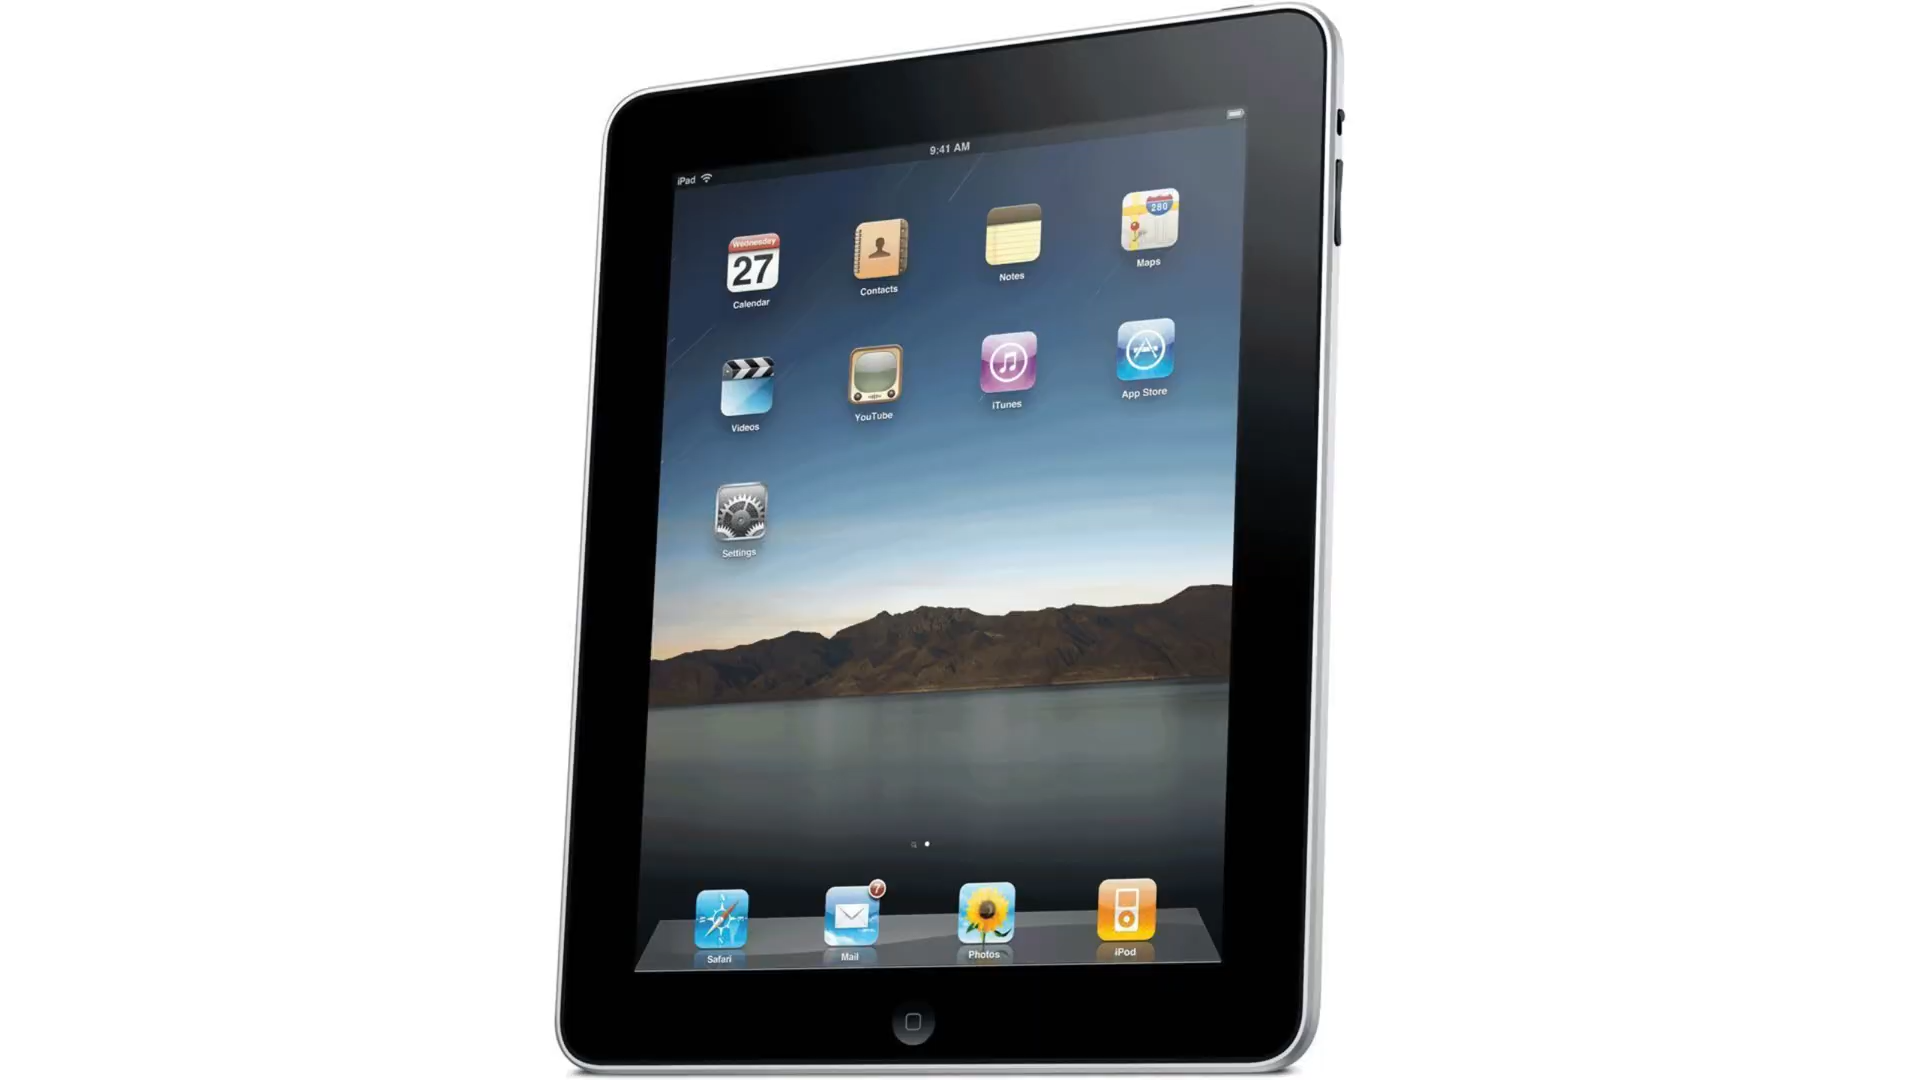 iPad
9:41 AM
Wednesday
27
Calendar
Contacts
Notes
280
Maps
Videos
YouTube
iTunes
App Store
Settings
7
Safari
Mail
Photos
iPod